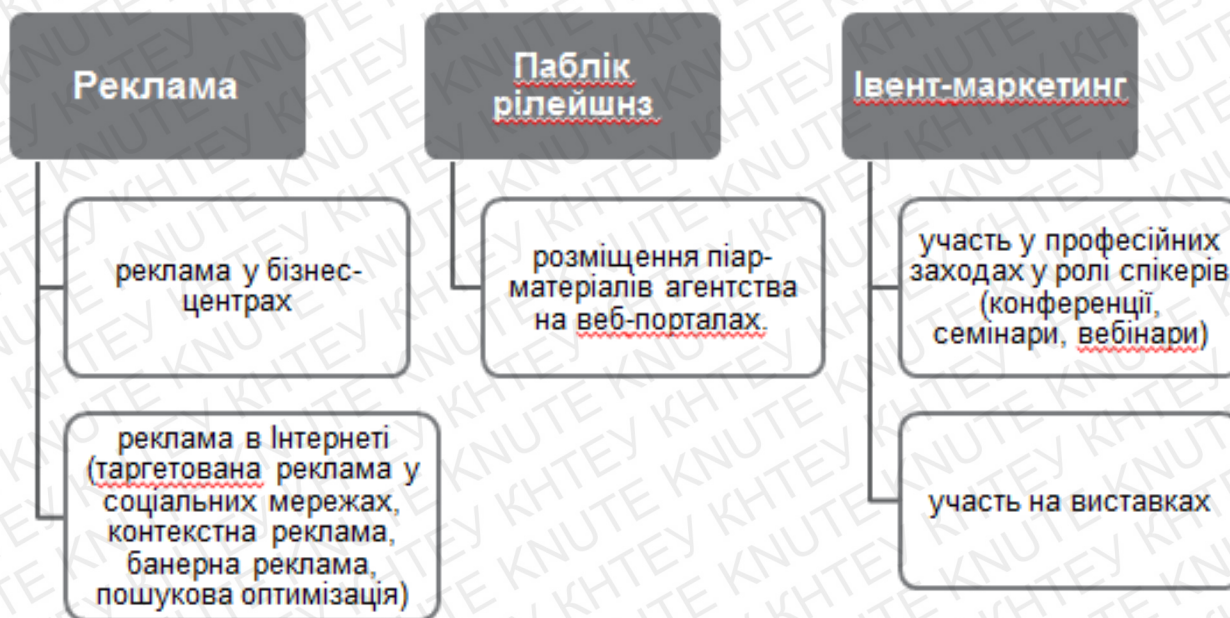 Реклама
реклама у бізнес-
центрах
реклама в Інтернеті
(таргетована реклама у
соціальних мережах,
контекстна реклама,
банерна реклама,
пошукова оптимізація)
Паблік
рілейшнз
розміщення піар-
матеріалів агентства
на веб-порталах.
Івент-маркетинг
участь у професійних
заходах у ролі спікерів
(конференції,
семінари, вебінари)
участь на виставках